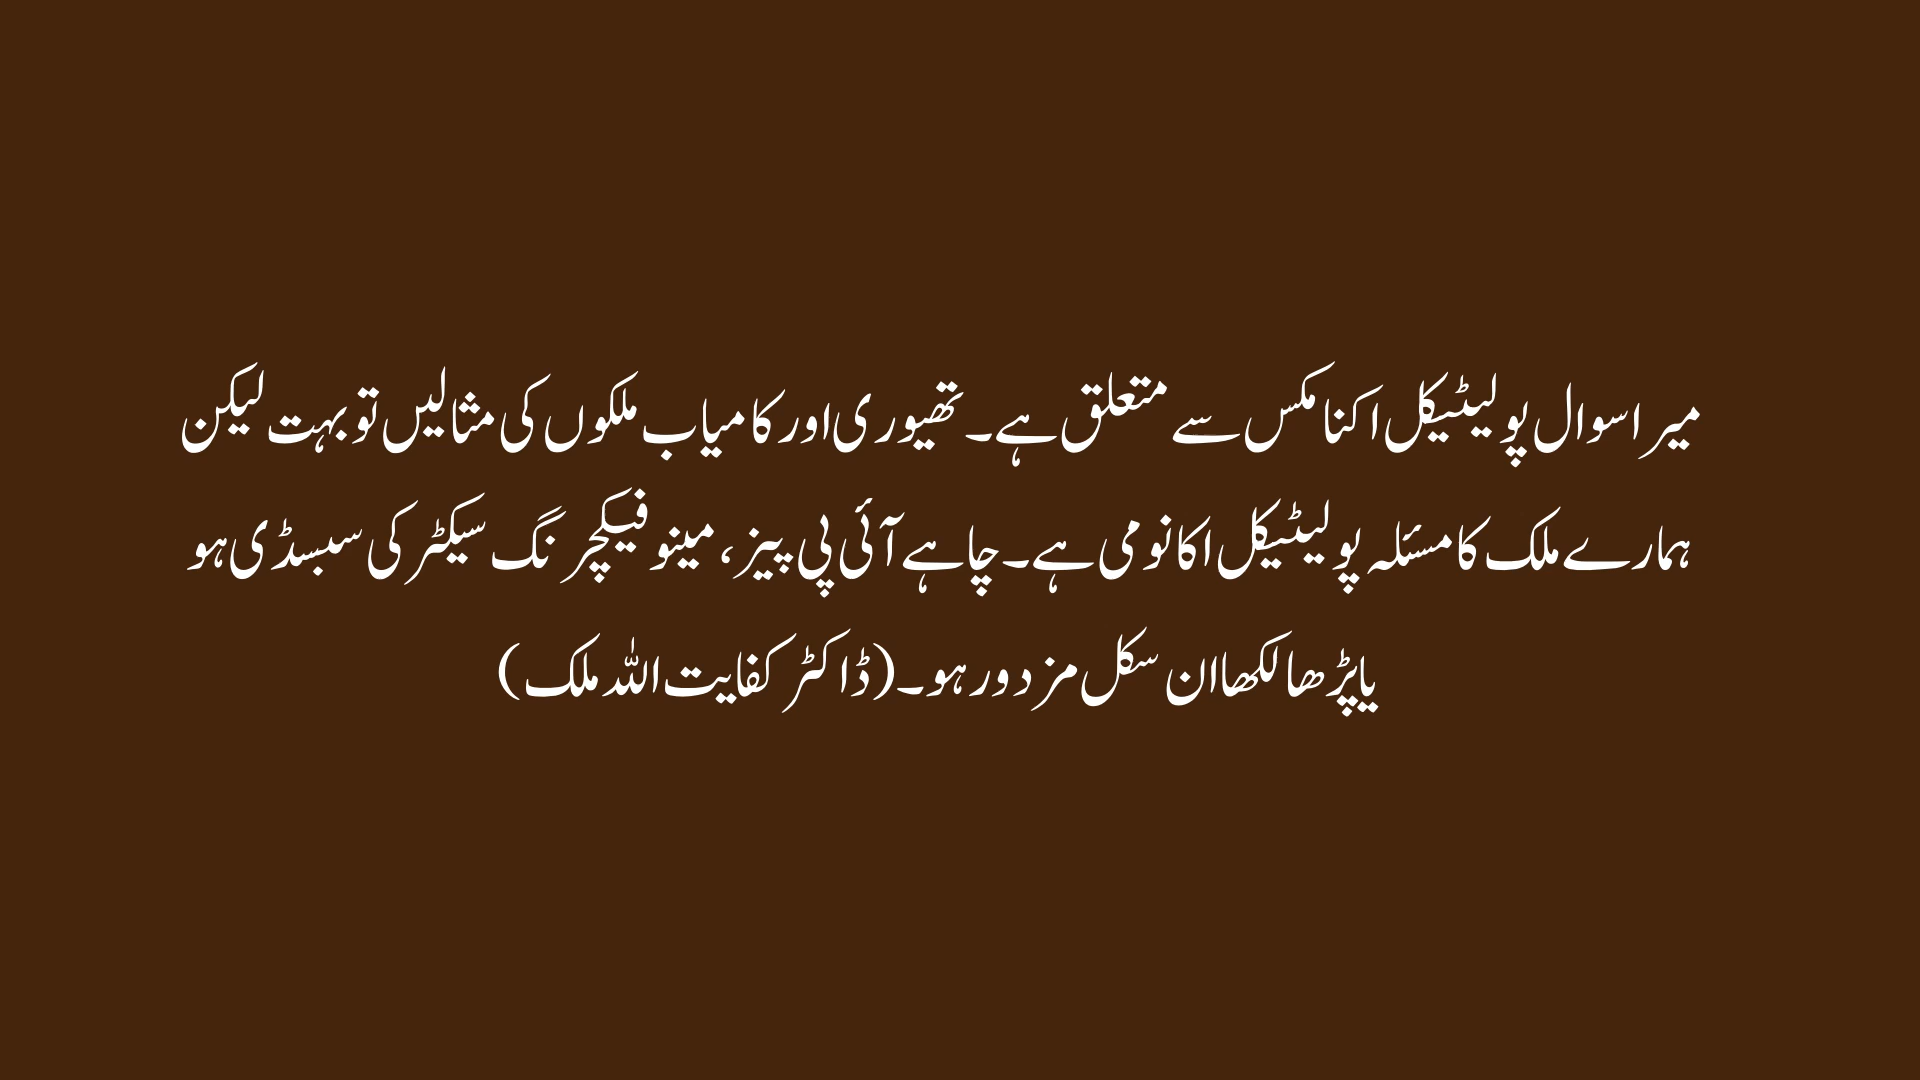 میرا سوال پولیٹیکل اکنامکس سے متعلق ہے۔ تھیوری اور کامیاب ملکوں کی مثالیں تو بہت لیکن
ہمارے ملک کا مسئلہ پولیٹیکل اکانومی ہے۔ چاہے آئی پی پیز، مینوفیکچرنگ سیکٹر کی سبسڈی ہو
یا پڑھا لکھا ان سکل مزدور ہو۔ (ڈاکٹر کفایت اللہ ملک)